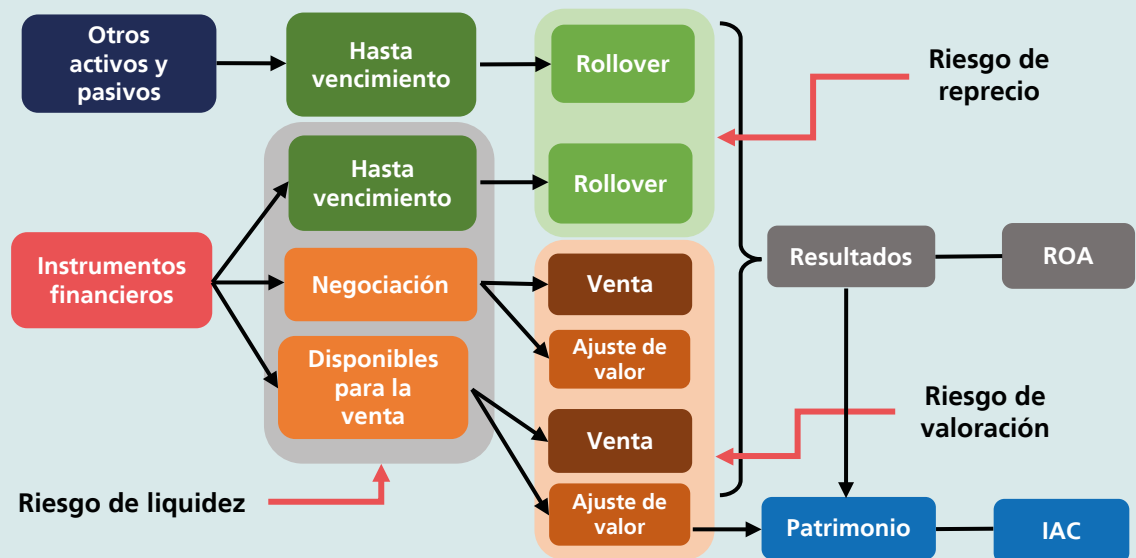 Otros
activos y
pasivos
Hasta
vencimiento
Rollover
Riesgo de
reprecio
Hasta
vencimiento
Rollover
Instrumentos
financieros
Negociación
Venta
Resultados
ROA
Ajuste de
valor
Disponibles
para la
venta
Venta
Riesgo de
valoración
Riesgo de liquidez
Ajuste de
valor
Patrimonio
IAC